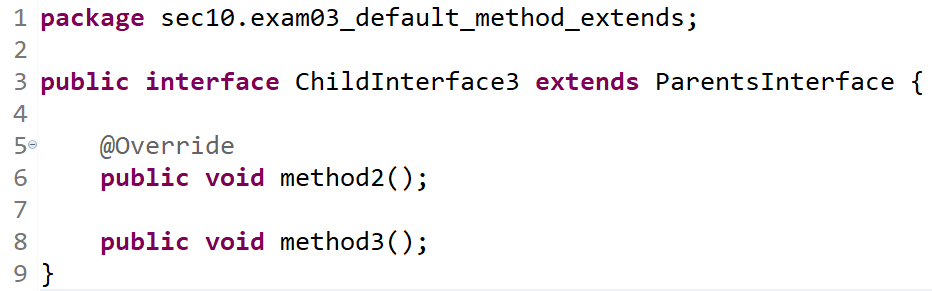 1 package sec10.exam03_default_method_extends;
2
3 public interface ChildInterface3 extends ParentsInterface {
4
5 @Override
6 public void method2();
7
8 public void method3();
9 }